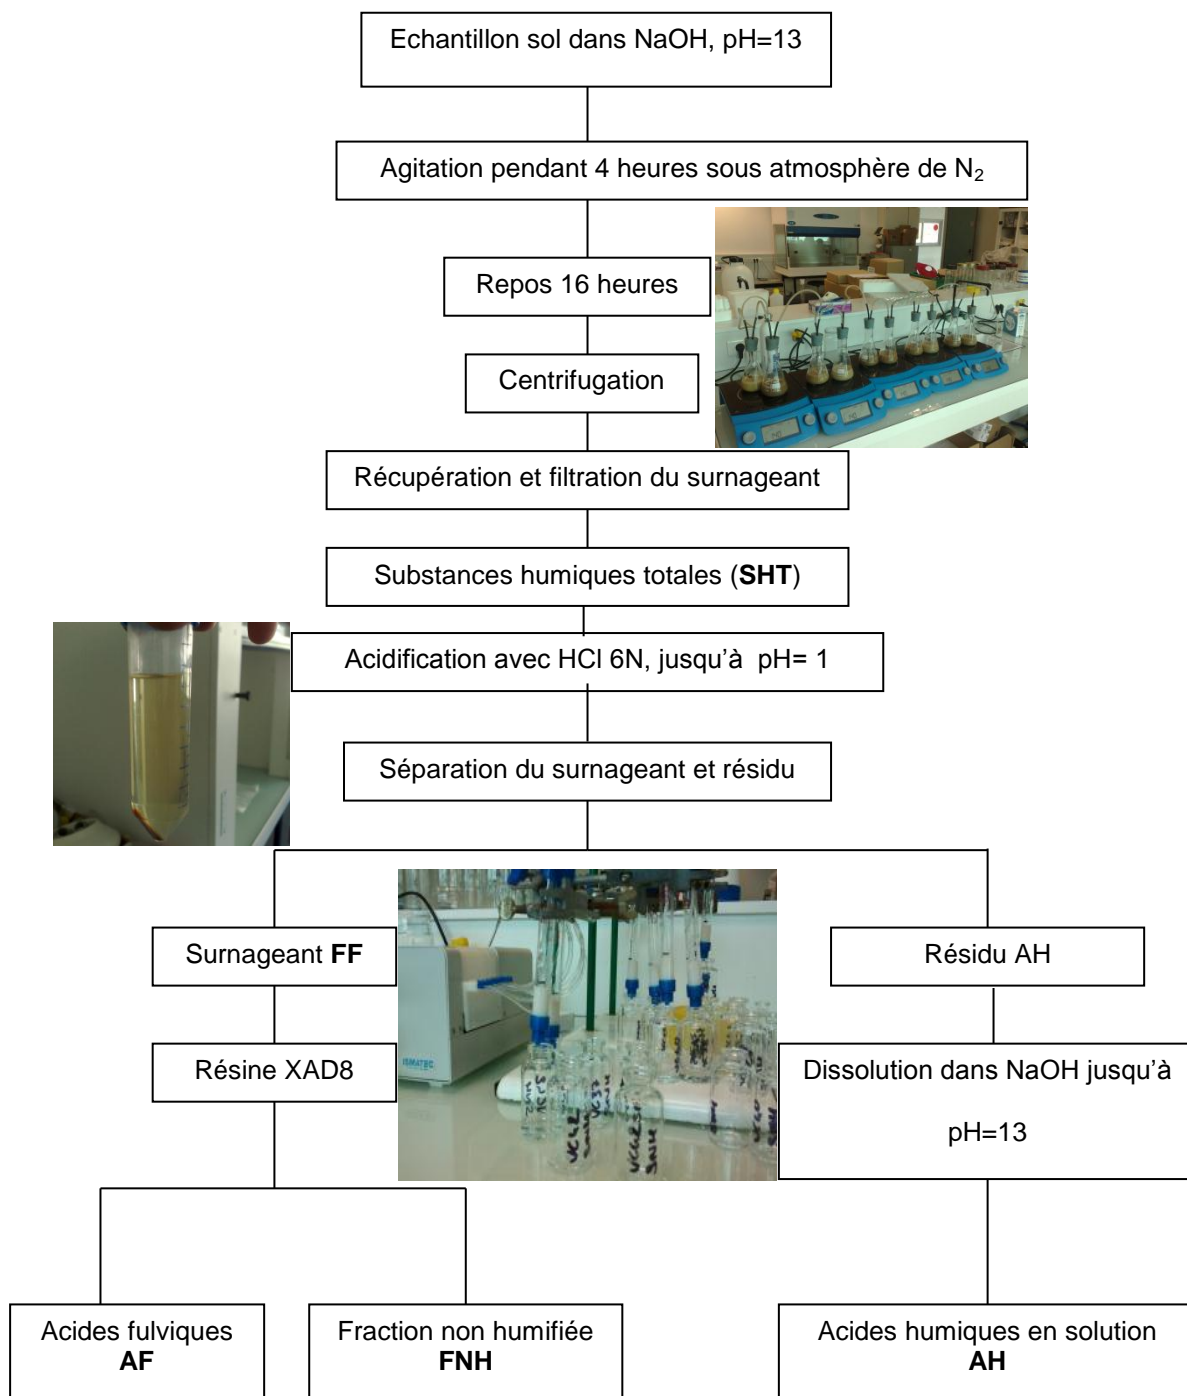 Echantillon sol dans NaOH, pH=13
Agitation pendant 4 heures sous atmosphère de N₂
Repos 16 heures
Centrifugation
Récupération et filtration du surnageant
Substances humiques totales (SHT)
Acidification avec HCl 6N, jusqu’à pH= 1
Séparation du surnageant et résidu
Surnageant FF
Résidu AH
Résine XAD8
Dissolution dans NaOH jusqu’à
pH=13
ISMATEC
Acides fulviques
AF
Fraction non humifiée
FNH
Acides humiques en solution
AH